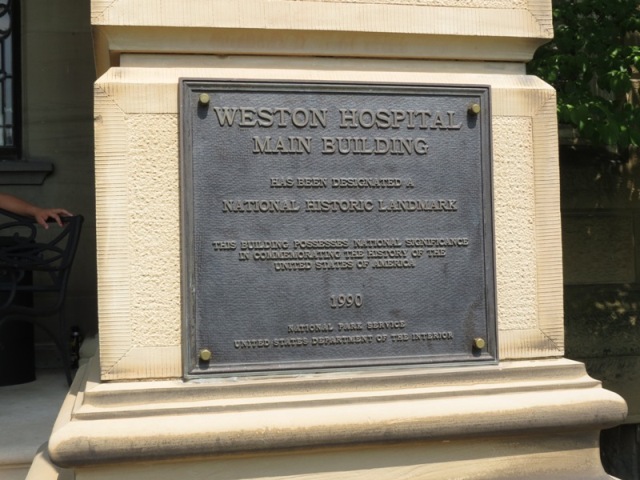 WESTON HOSPITAL
MAIN BUILDING
HAS BEEN DESIGNATED A
NATIONAL HISTORIC LANDMARK
THIS BUILDING POSSESSES NATIONAL SIGNIFICANCE
IN COMMEMORATING THE HISTORY OF THE
UNITED STATES OF AMERICA
1990
NATIONAL PARK SERVICE
UNITED STATES DEPARTMENT OF THE INTERIOR